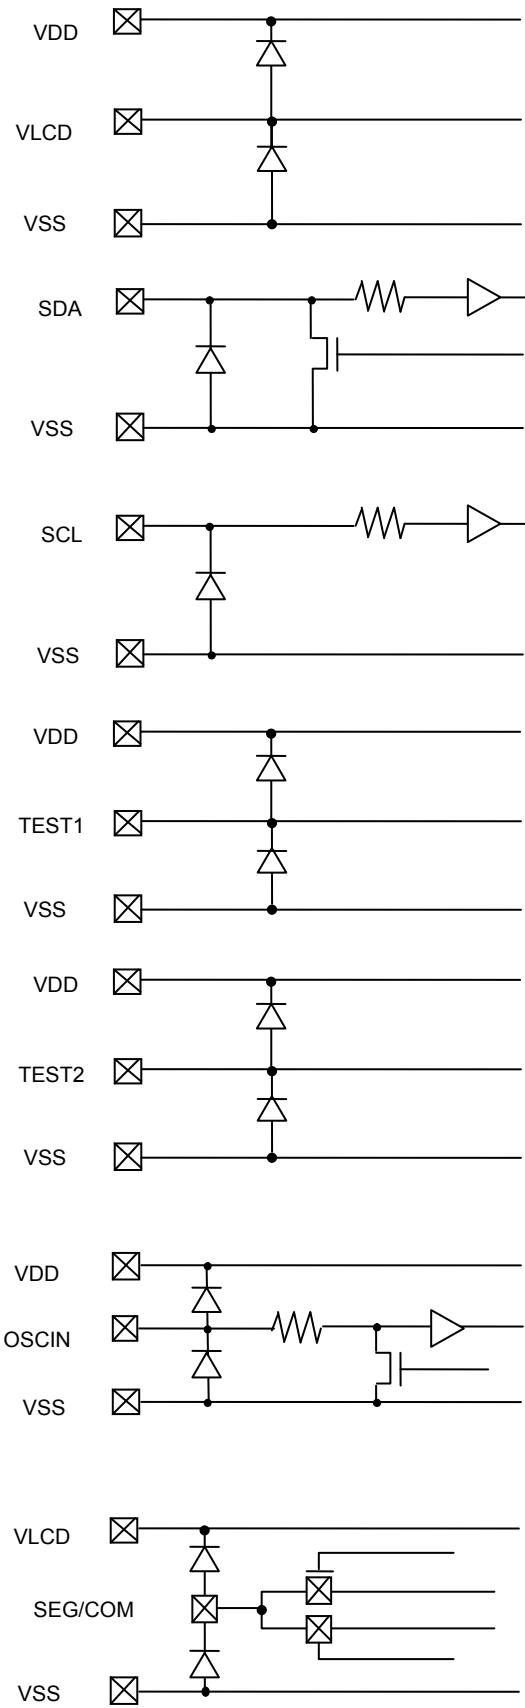 VDD
VLCD
VSS
SDA
VSS
SCL
VSS
VDD
TEST1
VSS
VDD
TEST2
VSS
VDD
OSCIN
VSS
VLCD
SEG/COM
VSS